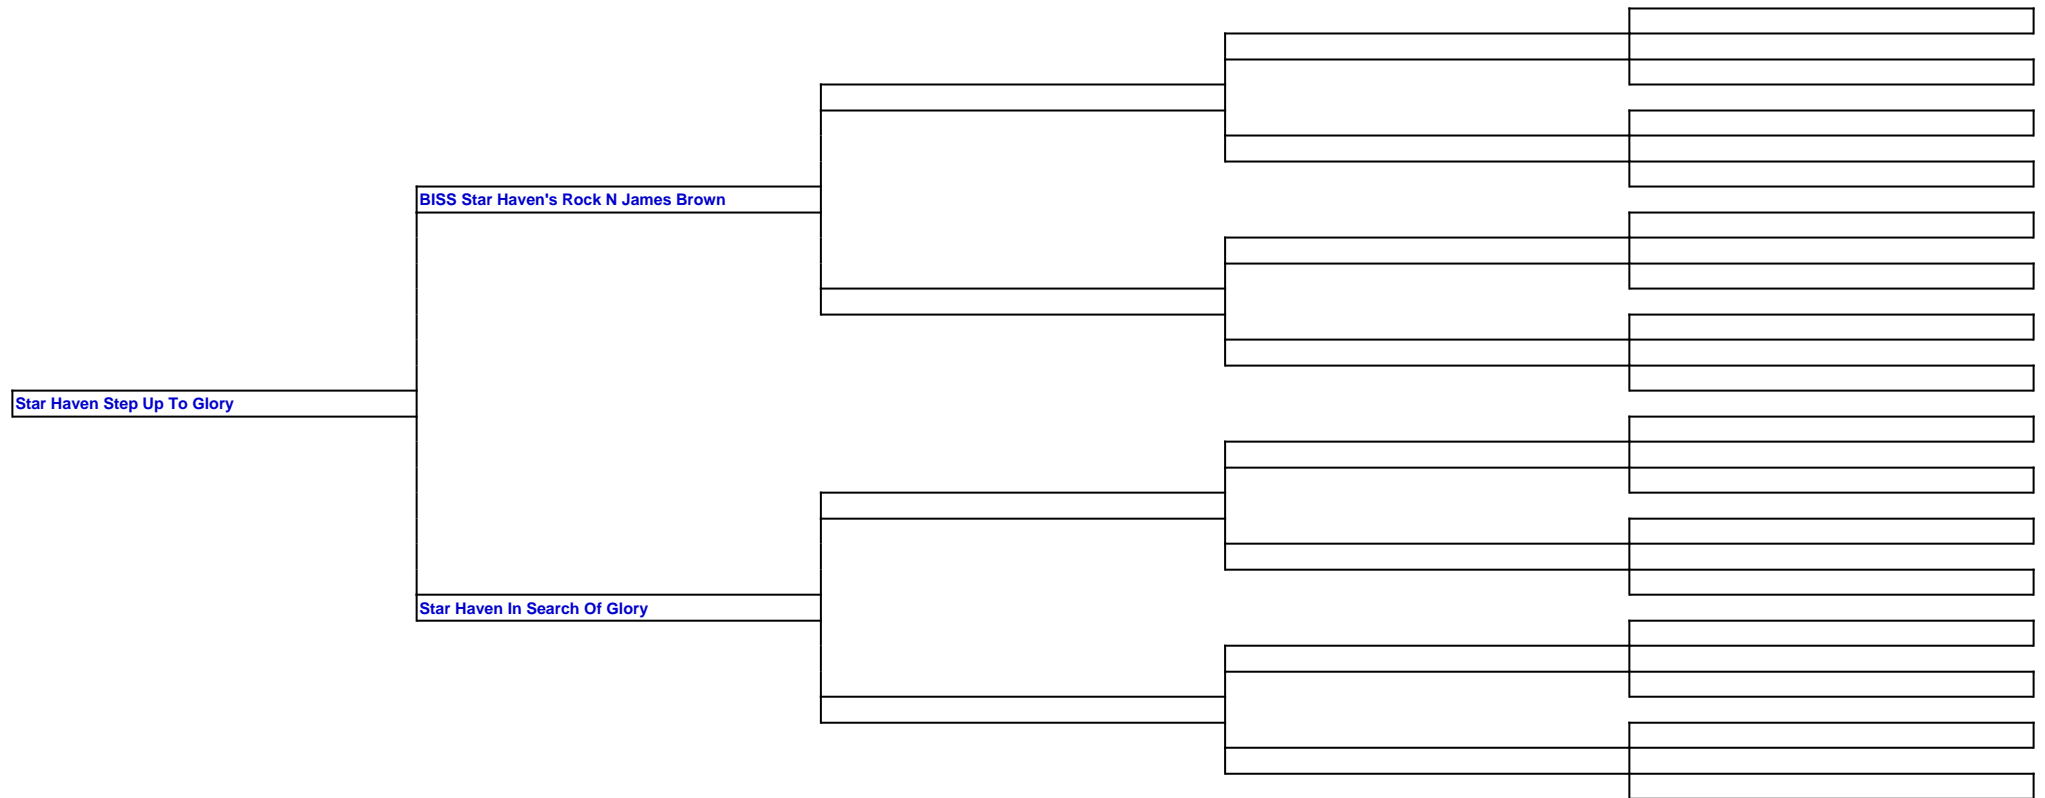 BISS Star Haven's Rock N James Brown
Star Haven Step Up To Glory
Star Haven In Search Of Glory